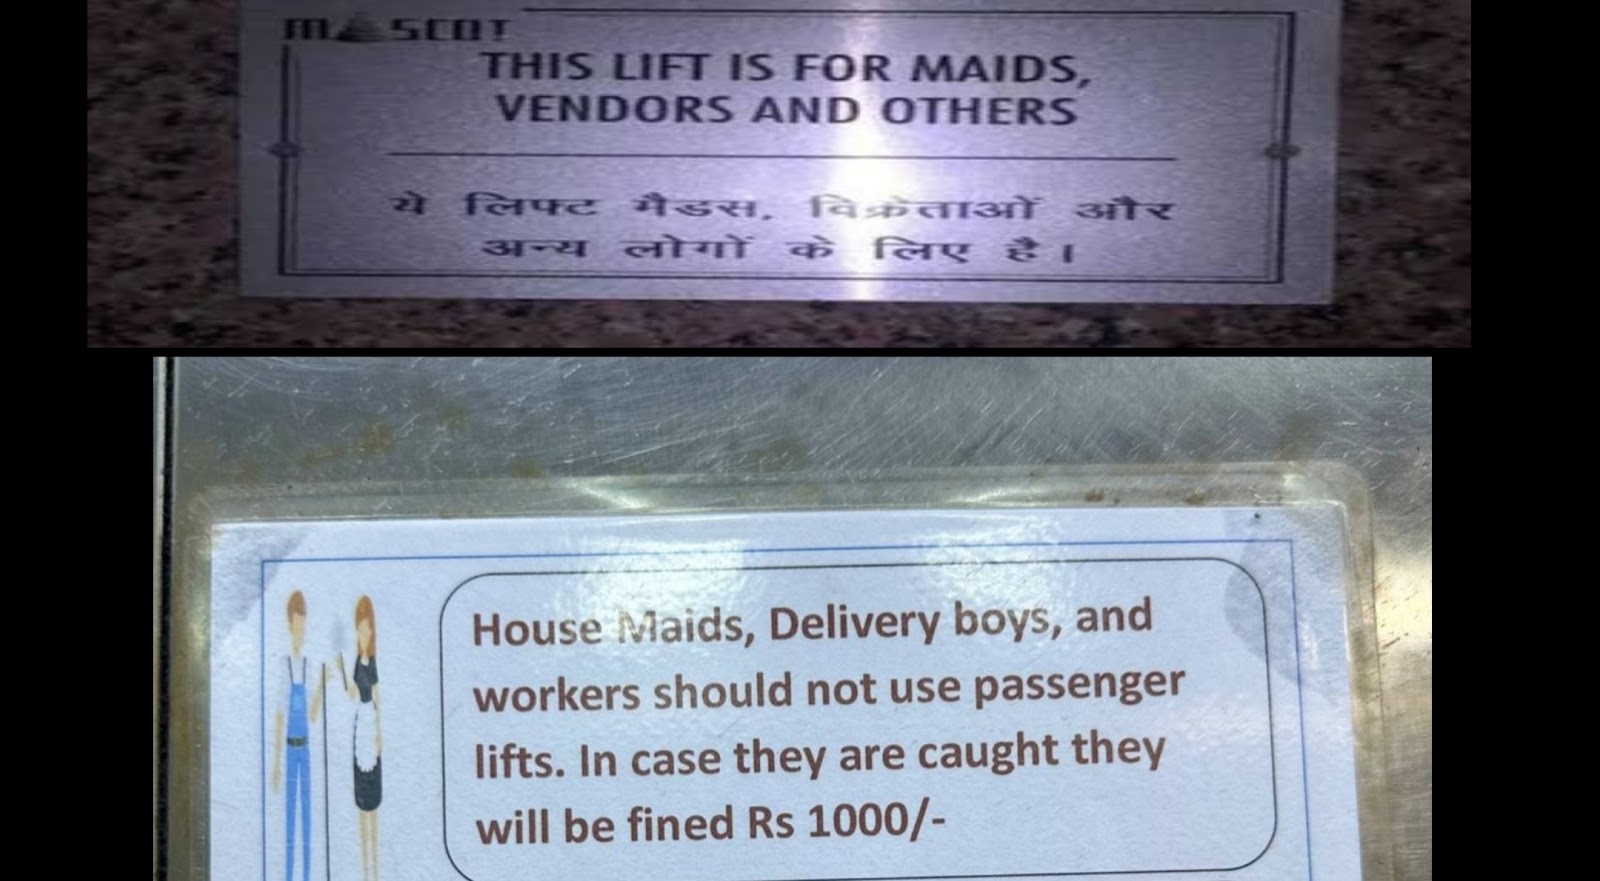 MASCOT
THIS LIFT IS FOR MAIDS,
VENDORS AND OTHERS
ये लिफ्ट मैडस, विक्रेताओं और
अन्य लोगों के लिए है।
House Maids, Delivery boys, and
workers should not use passenger
lifts. In case they are caught they
will be fined Rs 1000/-